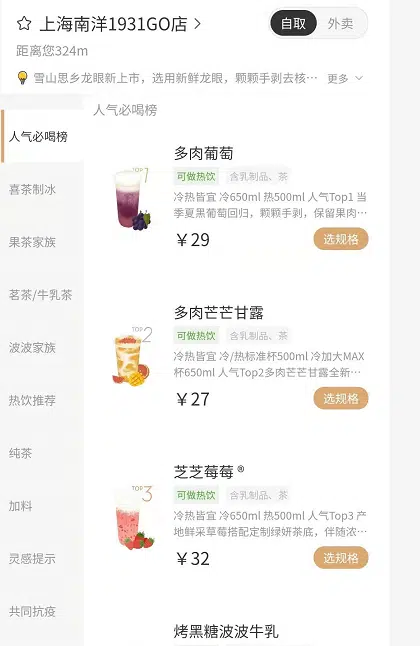 上海南洋1931GO店
自取
外卖
距离您324m
雪山思乡龙眼新上市，选用新鲜龙眼，颗颗手剥去核…
更多
人气必喝榜
喜茶制冰
果茶家族
茗茶/牛乳茶
波波家族
热饮推荐
纯茶
加料
灵感提示
共同抗疫
人气必喝榜
TOP1
多肉葡萄
可做热饮
含乳制品、茶
冷热皆宜 冷650ml 热500ml 人气Top1 当
季夏黑葡萄回归，颗颗手剥，保留果肉…
￥29
选规格
TOP2
多肉芒芒甘露
可做热饮
含乳制品、茶
冷热皆宜 冷/热标准杯500ml 冷加大MAX
杯650ml 人气Top2多肉芒芒甘露全新…
￥27
选规格
TOP3
芝芝莓莓®
可做热饮
含乳制品、茶
冷热皆宜 冷650ml 热500ml 人气Top3 产
地鲜采草莓搭配定制绿妍茶底，伴随浓…
￥32
选规格
烤黑糖波波牛乳